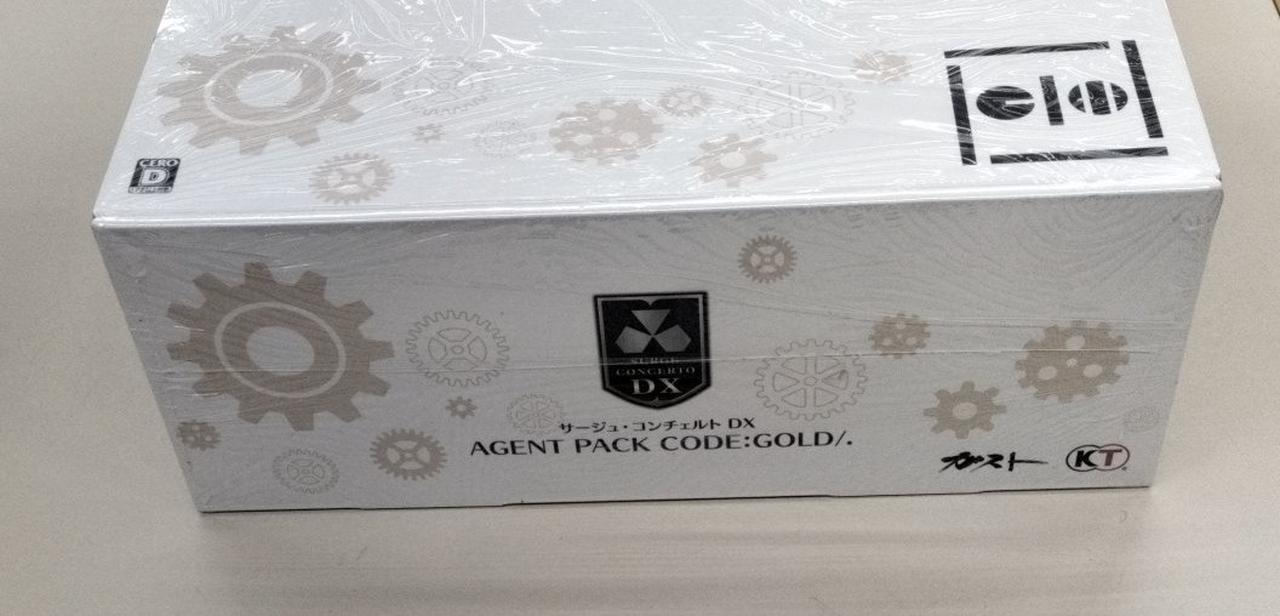 CERO
D
SURGE
CONCERTO
DX
サージュ・コンチェルト DX
AGENT PACK CODE:GOLD/.
ガスト
KT